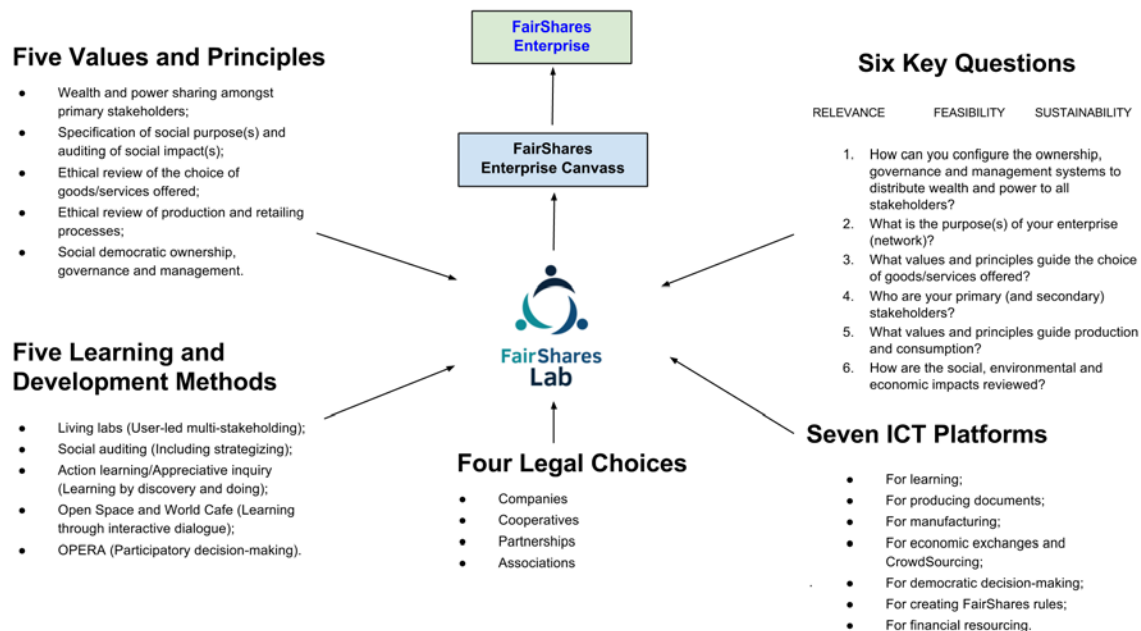 FairShares
Enterprise
Five Values and Principles
● Wealth and power sharing amongst
primary stakeholders;
● Specification of social purpose(s) and
auditing of social impact(s);
● Ethical review of the choice of
goods/services offered;
● Ethical review of production and retailing
processes;
● Social democratic ownership,
governance and management.
FairShares
Enterprise Canvass
Six Key Questions
RELEVANCE FEASIBILITY SUSTAINABILITY
1. How can you configure the ownership,
governance and management systems to
distribute wealth and power to all
stakeholders?
2. What is the purpose(s) of your enterprise
(network)?
3. What values and principles guide the choice
of goods/services offered?
4. Who are your primary (and secondary)
stakeholders?
5. What values and principles guide production
and consumption?
6. How are the social, environmental and
economic impacts reviewed?
FairShares
Lab
Five Learning and
Development Methods
● Living labs (User-led multi-stakeholding);
● Social auditing (Including strategizing);
● Action learning/Appreciative inquiry
(Learning by discovery and doing);
● Open Space and World Cafe (Learning
through interactive dialogue);
● OPERA (Participatory decision-making).
Four Legal Choices
● Companies
● Cooperatives
● Partnerships
● Associations
Seven ICT Platforms
● For learning;
● For producing documents;
● For manufacturing;
● For economic exchanges and
CrowdSourcing;
● For democratic decision-making;
● For creating FairShares rules;
● For financial resourcing.